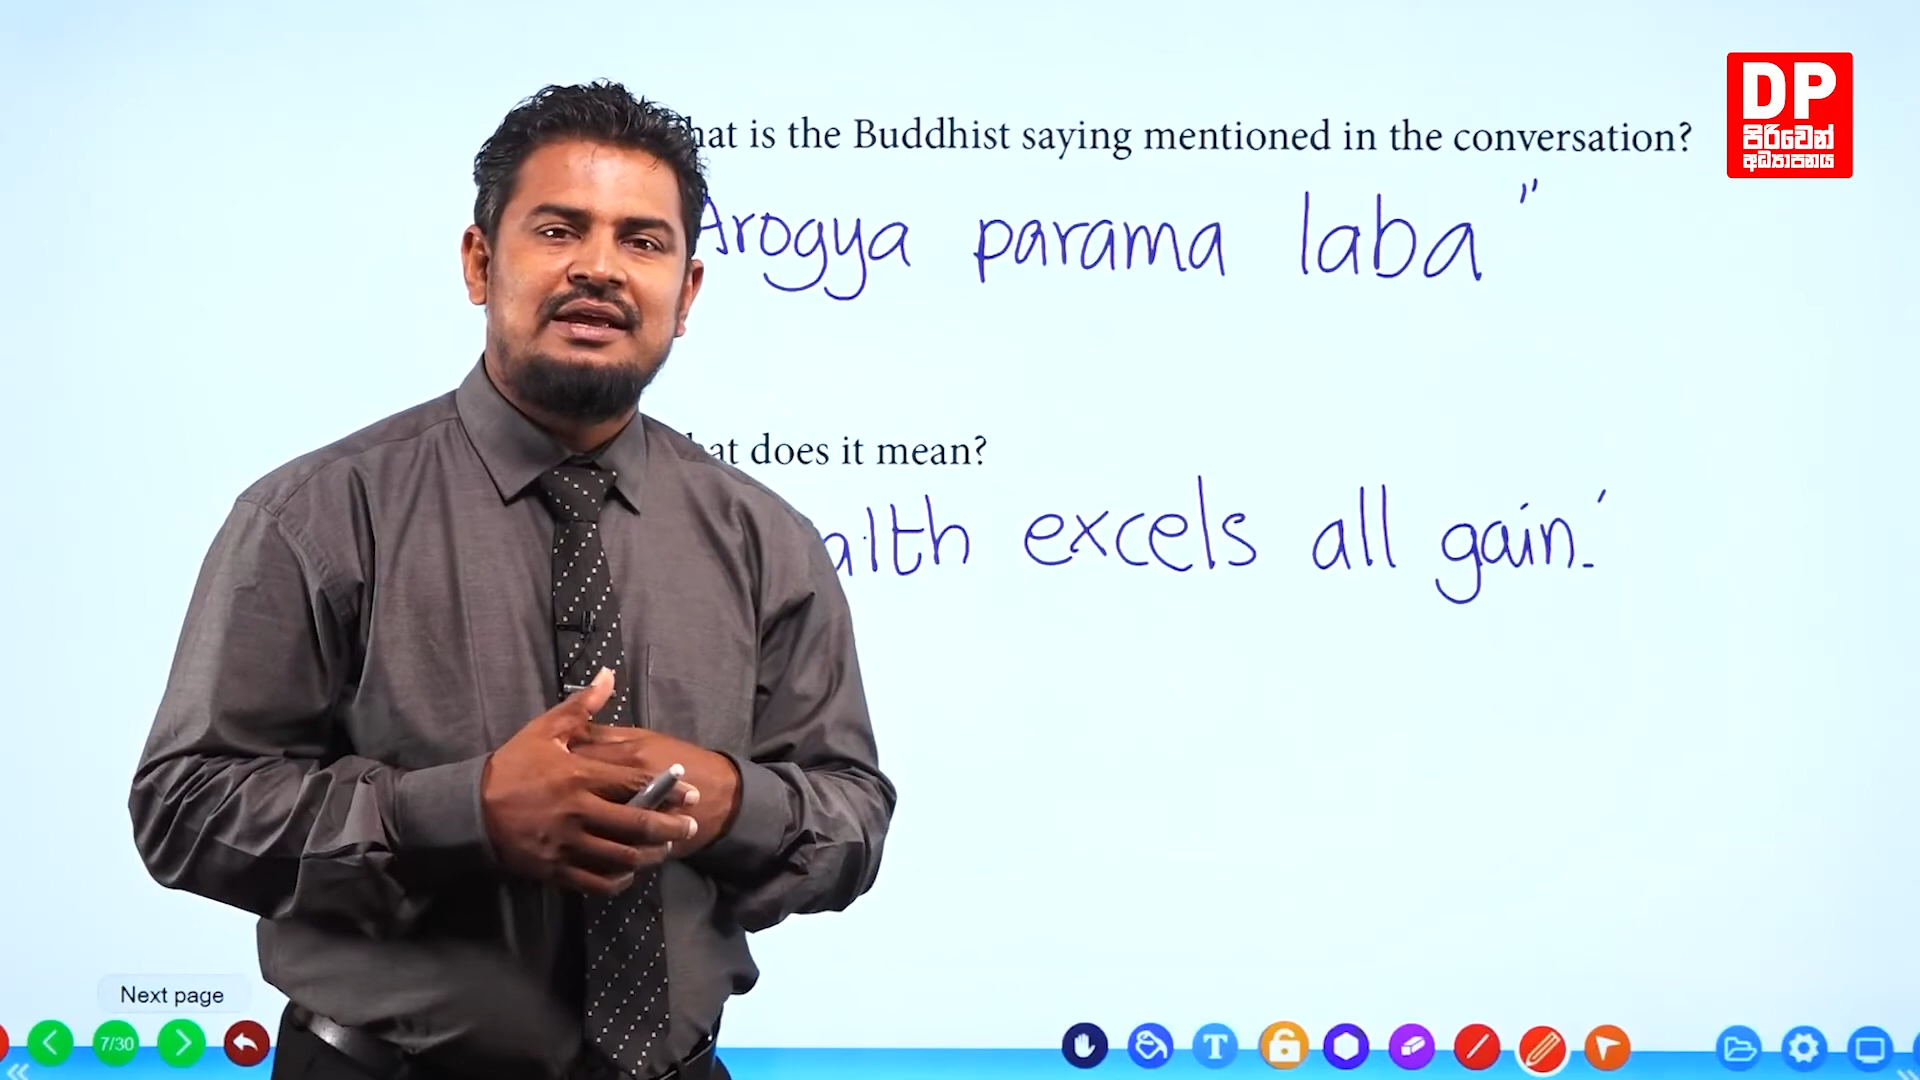 hat is the Buddhist saying mentioned in the conversation?
Arogya parama laba"
hat does it mean?
alth excels all gain.'
DP
පිරිවෙන්
අධ්‍යාපනය
Next page
7/30
T